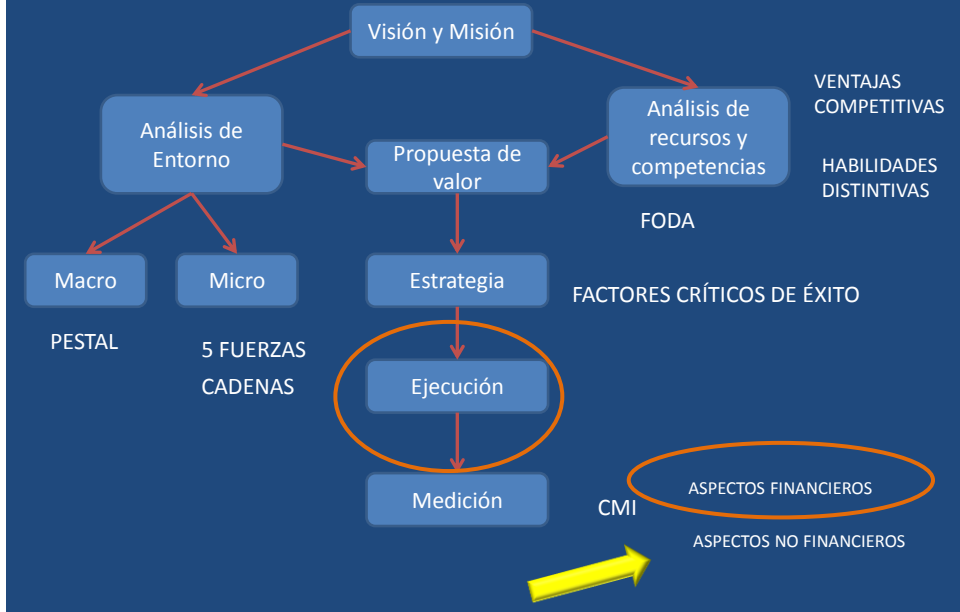 Visión y Misión
Análisis de
Entorno
Propuesta de
valor
Análisis de
recursos y
competencias
VENTAJAS
COMPETITIVAS
HABILIDADES
DISTINTIVAS
FODA
Macro
Micro
Estrategia
FACTORES CRÍTICOS DE ÉXITO
PESTAL
5 FUERZAS
CADENAS
Ejecución
Medición
CMI
ASPECTOS FINANCIEROS
ASPECTOS NO FINANCIEROS